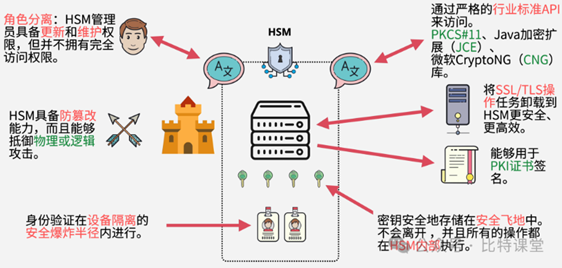 角色分离：HSM管理
员具备更新和维护权
限，但并不拥有完全
访问权限。
HSM
通过严格的行业标准API
来访问。
PKCS#11、Java加密扩
展（JCE）、
微软CryptoNG（CNG）
库。
A文
A文
HSM具备防篡改
能力，而且能够
抵御物理或逻辑
攻击。
将SSL/TLS操
作任务卸载到
HSM更安全、
更高效。
能够用于
PKI证书签
名。
身份验证在设备隔离的
安全爆炸半径内进行。
密钥安全地存储在安全飞地中。
不会离开，并且所有的操作都
在HSM内部执行。
比特课堂